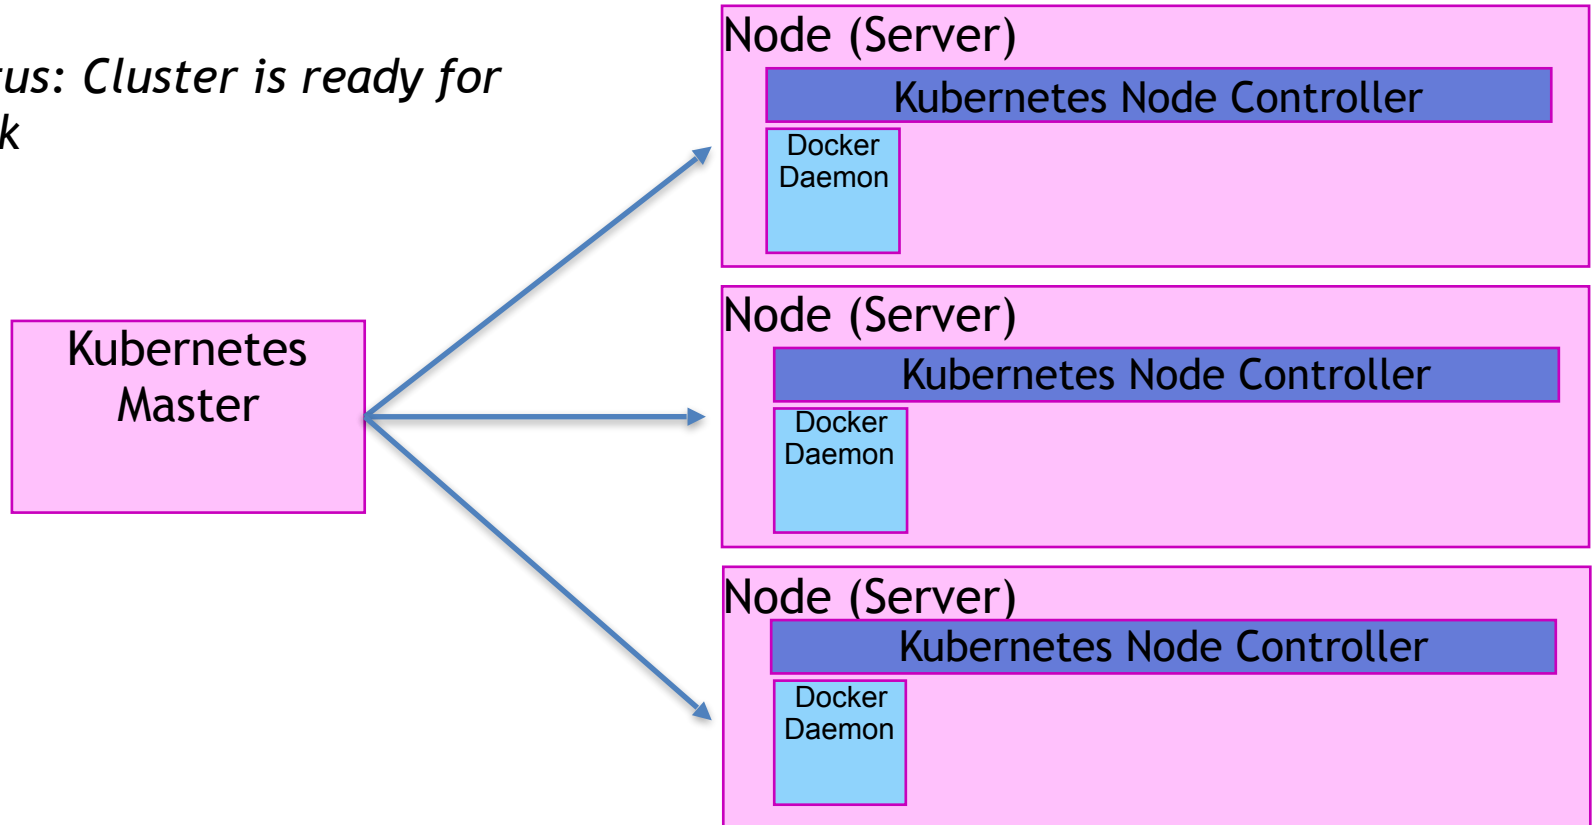 tus: Cluster is ready for
k
Node (Server)
Kubernetes Node Controller
Docker
Daemon
Kubernetes
Master
Node (Server)
Kubernetes Node Controller
Docker
Daemon
Node (Server)
Kubernetes Node Controller
Docker
Daemon